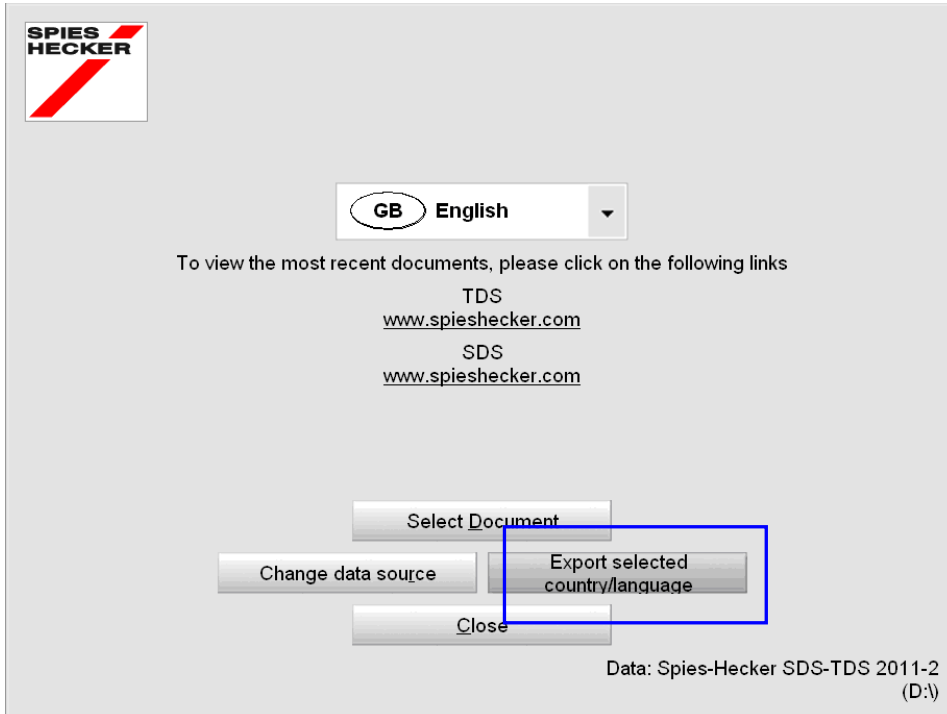 SPIES
HECKER
GB English
To view the most recent documents, please click on the following links
TDS
www.spieshecker.com
SDS
www.spieshecker.com
Select Document
Change data source
Export selected
country/language
Close
Data: Spies-Hecker SDS-TDS 2011-2
(D:\)